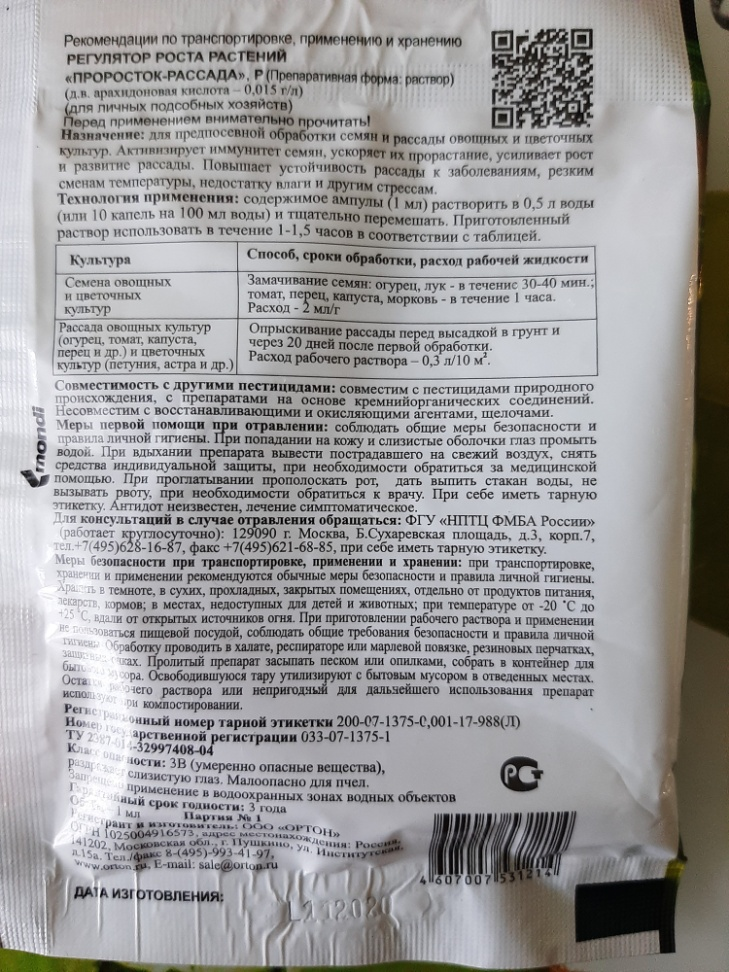 Рекомендации по транспортировке, применению и хранению
РЕГУЛЯТОР РОСТА РАСТЕНИЙ
«ПРОРОСТОК-РАССАДА», Р (Препаративная форма: раствор)
(д.в. арахидоновая кислота – 0,015 г/л)
(для личных подсобных хозяйств)
Перед применением внимательно прочитать!
Назначение: для предпосевной обработки семян и рассады овощных и цветочных
культур. Активизирует иммунитет семян, ускоряет их прорастание, усиливает рост
и развитие рассады. Повышает устойчивость рассады к заболеваниям, резким
сменам температуры, недостатку влаги и другим стрессам.
Технология применения: содержимое ампулы (1 мл) растворить в 0,5 л воды
(или 10 капель на 100 мл воды) и тщательно перемешать. Приготовленный
раствор использовать в течение 1-1,5 часов в соответствии с таблицей.
Культура
Способ, сроки обработки, расход рабочей жидкости
Семена овощных
и цветочных
культур
Замачивание семян: огурец, лук - в течение 30-40 мин.;
томат, перец, капуста, морковь - в течение 1 часа.
Расход - 2 мл/г
Рассада овощных культур
(огурец, томат, капуста,
перец и др.) и цветочных
культур (петуния, астра и др.)
Опрыскивание рассады перед высадкой в грунт и
через 20 дней после первой обработки.
Расход рабочего раствора – 0,3 л/10 м².
Совместимость с другими пестицидами: совместим с пестицидами природного
происхождения, с препаратами на основе кремнийорганических соединений.
Несовместим с восстанавливающими и окисляющими агентами, щелочами.
Меры первой помощи при отравлении: соблюдать общие меры безопасности и
правила личной гигиены. При попадании на кожу и слизистые оболочки глаз промыть
водой. При вдыхании препарата вывести пострадавшего на свежий воздух, снять
средства индивидуальной защиты, при необходимости обратиться за медицинской
помощью. При проглатывании прополоскать рот, дать выпить стакан воды, не
вызывать рвоту, при необходимости обратиться к врачу. При себе иметь тарную
этикетку. Антидот неизвестен, лечение симптоматическое.
Для консультаций в случае отравления обращаться: ФГУ «НПТЦ ФМБА России»
(работает круглосуточно): 129090 г. Москва, Б.Сухаревская площадь, д.3, корп.7,
тел.+7(495)628-16-87, факс +7(495)621-68-85, при себе иметь тарную этикетку.
Меры безопасности при транспортировке, применении и хранении: при транспортировке,
хранении и применении рекомендуются обычные меры безопасности и правила личной гигиены.
Хранить в темноте, в сухих, прохладных, закрытых помещениях, отдельно от продуктов питания,
лекарств, кормов; в местах, недоступных для детей и животных; при температуре от -20 °С до
+25 °С, вдали от открытых источников огня. При приготовлении рабочего раствора и применении
не пользоваться пищевой посудой, соблюдать общие требования безопасности и правила личной
гигиены. Обработку проводить в халате, респираторе или марлевой повязке, резиновых перчатках,
защитных очках. Пролитый препарат засыпать песком или опилками, собрать в контейнер для
бытового мусора. Освободившуюся тару утилизируют с бытовым мусором в отведенных местах.
Остатки рабочего раствора или непригодный для дальнейшего использования препарат
используют при компостировании.
Регистрационный номер тарной этикетки 200-07-1375-0,001-17-988(Л)
Номер государственной регистрации 033-07-1375-1
ТУ 2387-014-32997408-04
Класс опасности: 3В (умеренно опасные вещества),
раздражает слизистую глаз. Малоопасно для пчел.
Запрещено применение в водоохранных зонах водных объектов
Гарантийный срок годности: 3 года
Объем: 1 мл Партия № 1
Регистрант и изготовитель: ООО «ОРТОН»
ОГРН 1025004916573, адрес местонахождения: Россия,
141202, Московская обл., г. Пушкино, ул. Институтская,
д.15а. Тел./факс 8-(495)-993-41-97,
www.orton.ru, E-mail: sale@orton.ru
4 607007 531214
ДАТА ИЗГОТОВЛЕНИЯ:
12 2020
mondi